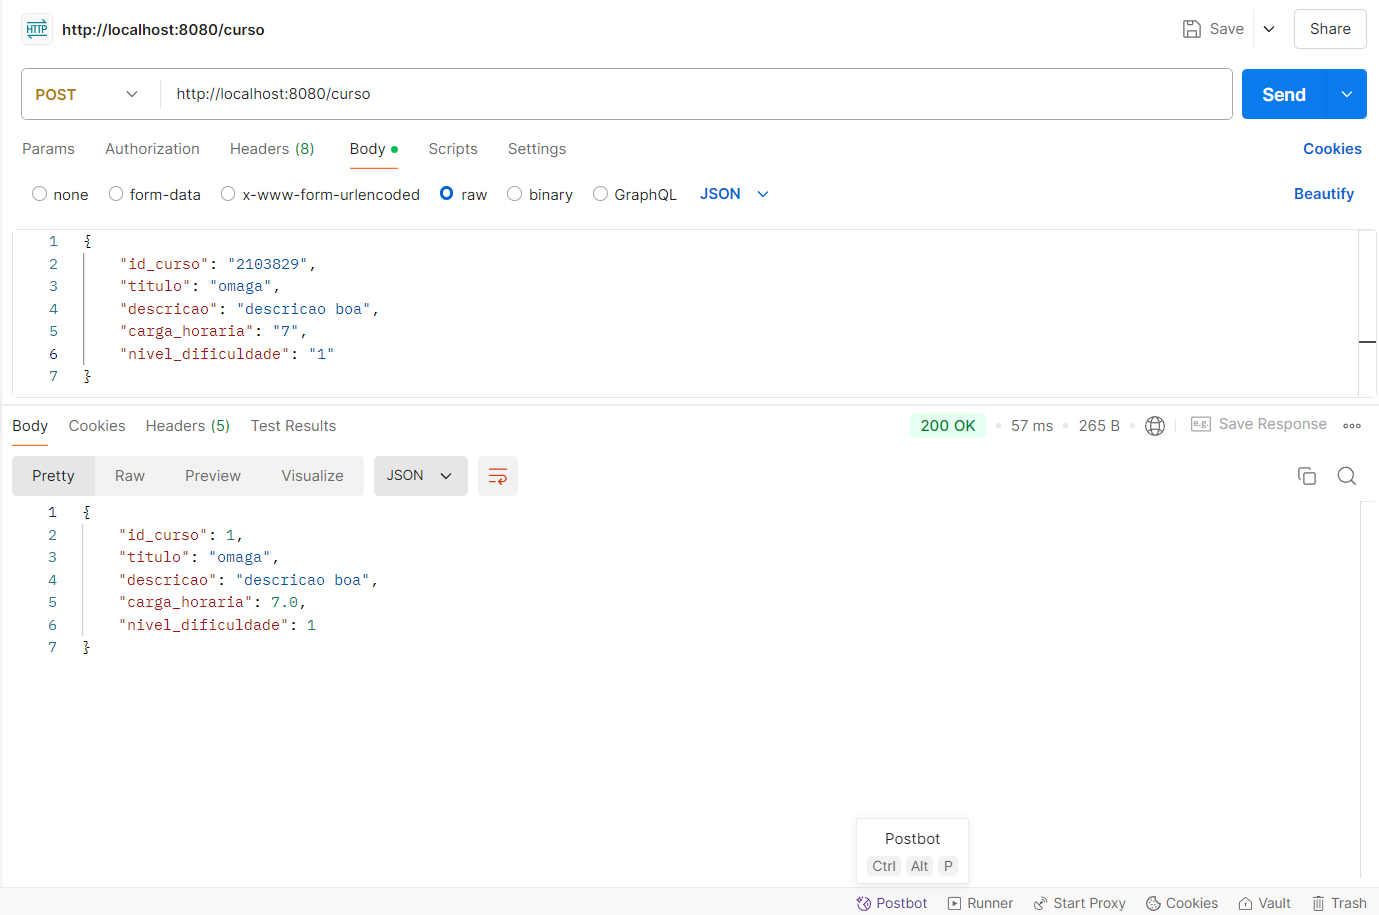 HTTP http://localhost:8080/curso Save Share
POST http://localhost:8080/curso Send
Params Authorization Headers (8) Body Scripts Settings Cookies
none form-data x-www-form-urlencoded raw binary GraphQL JSON Beautify
1 {
2 "id_curso": "2103829",
3 "titulo": "omaga",
4 "descricao": "descricao boa",
5 "carga_horaria": "7",
6 "nivel_dificuldade": "1"
7 }
Body Cookies Headers (5) Test Results 200 OK 57 ms 265 B e.g. Save Response
Pretty Raw Preview Visualize JSON
1 {
2 "id_curso": 1,
3 "titulo": "omaga",
4 "descricao": "descricao boa",
5 "carga_horaria": 7.0,
6 "nivel_dificuldade": 1
7 }
Postbot
Ctrl Alt P
Postbot Runner Start Proxy Cookies Vault Trash